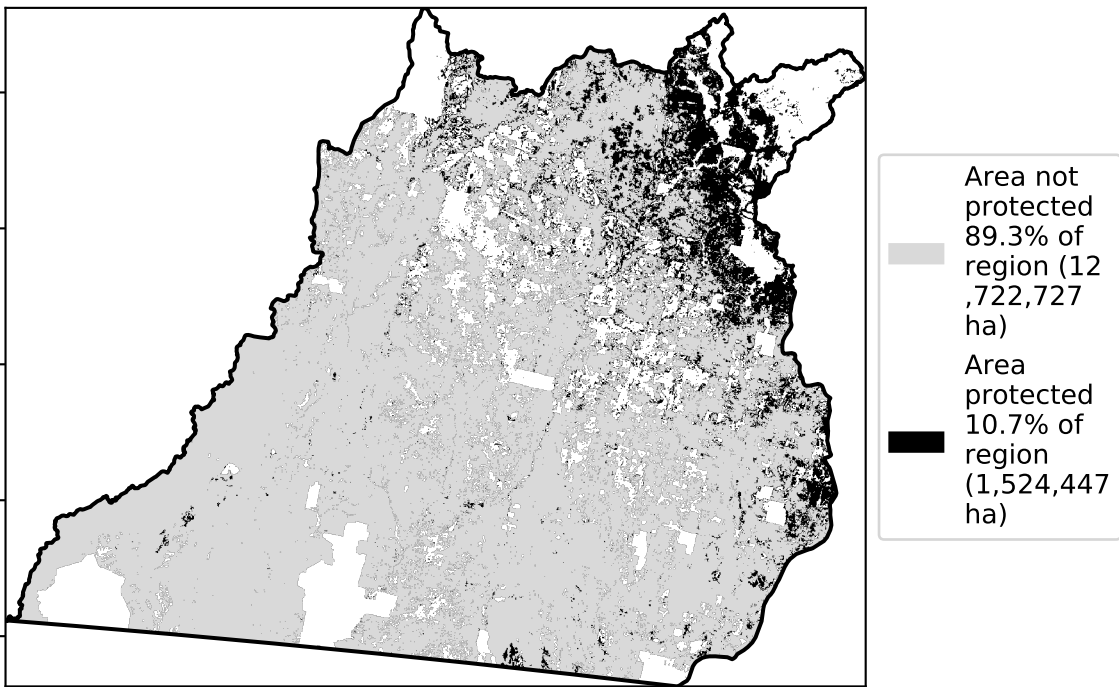 Area not
protected
89.3% of
region (12
,722,727
ha)
Area
protected
10.7% of
region
(1,524,447
ha)